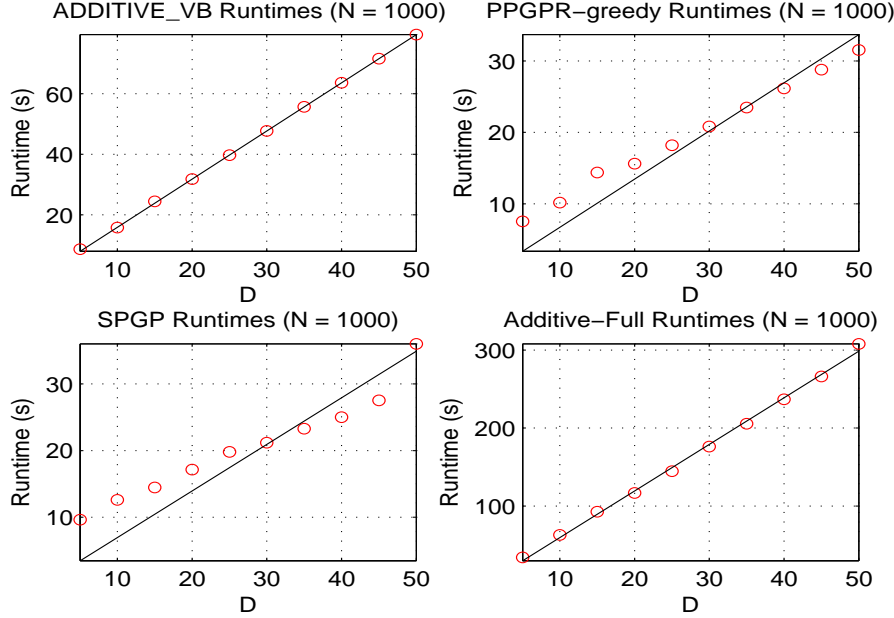 ADDITIVE_VB Runtimes (N = 1000)
Runtime (s)
60
40
20
10 20 30 40 50
D
PPGPR−greedy Runtimes (N = 1000)
Runtime (s)
30
20
10
10 20 30 40 50
D
SPGP Runtimes (N = 1000)
Runtime (s)
30
20
10
10 20 30 40 50
D
Additive−Full Runtimes (N = 1000)
Runtime (s)
300
200
100
10 20 30 40 50
D